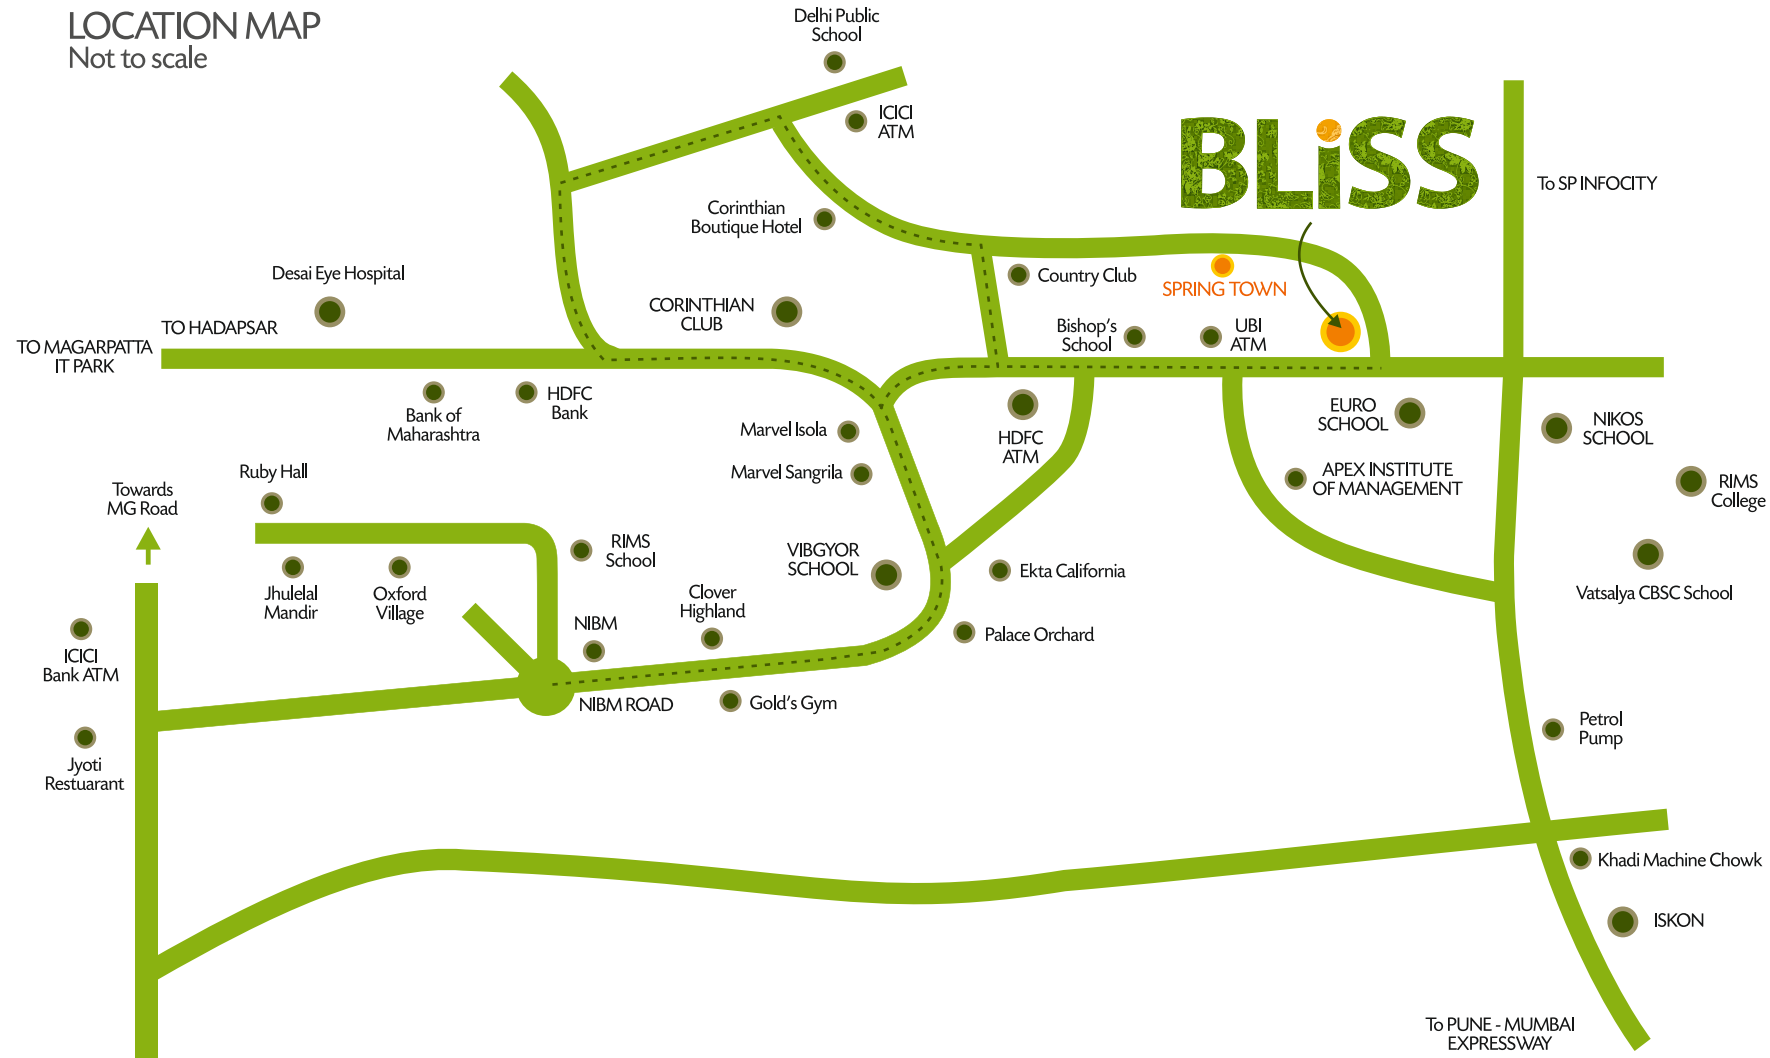 LOCATION MAP
Not to scale
Delhi Public
School
ICICI
ATM
BLiSS
To SP INFOCITY
Corinthian
Boutique Hotel
Desai Eye Hospital
Country Club
SPRING TOWN
CORINTHIAN
CLUB
TO HADAPSAR
Bishop's
School
UBI
ATM
TO MAGARPATTA
IT PARK
HDFC
Bank
Bank of
Maharashtra
Marvel Isola
HDFC
ATM
EURO
SCHOOL
NIKOS
SCHOOL
Marvel Sangrila
APEX INSTITUTE
OF MANAGEMENT
RIMS
College
Ruby Hall
Towards
MG Road
RIMS
School
VIBGYOR
SCHOOL
Ekta California
Jhulelal
Mandir
Oxford
Village
Clover
Highland
Vatsalya CBSC School
NIBM
Palace Orchard
ICICI
Bank ATM
NIBM ROAD
Gold's Gym
Petrol
Pump
Jyoti
Restuarant
Khadi Machine Chowk
ISKON
To PUNE - MUMBAI
EXPRESSWAY